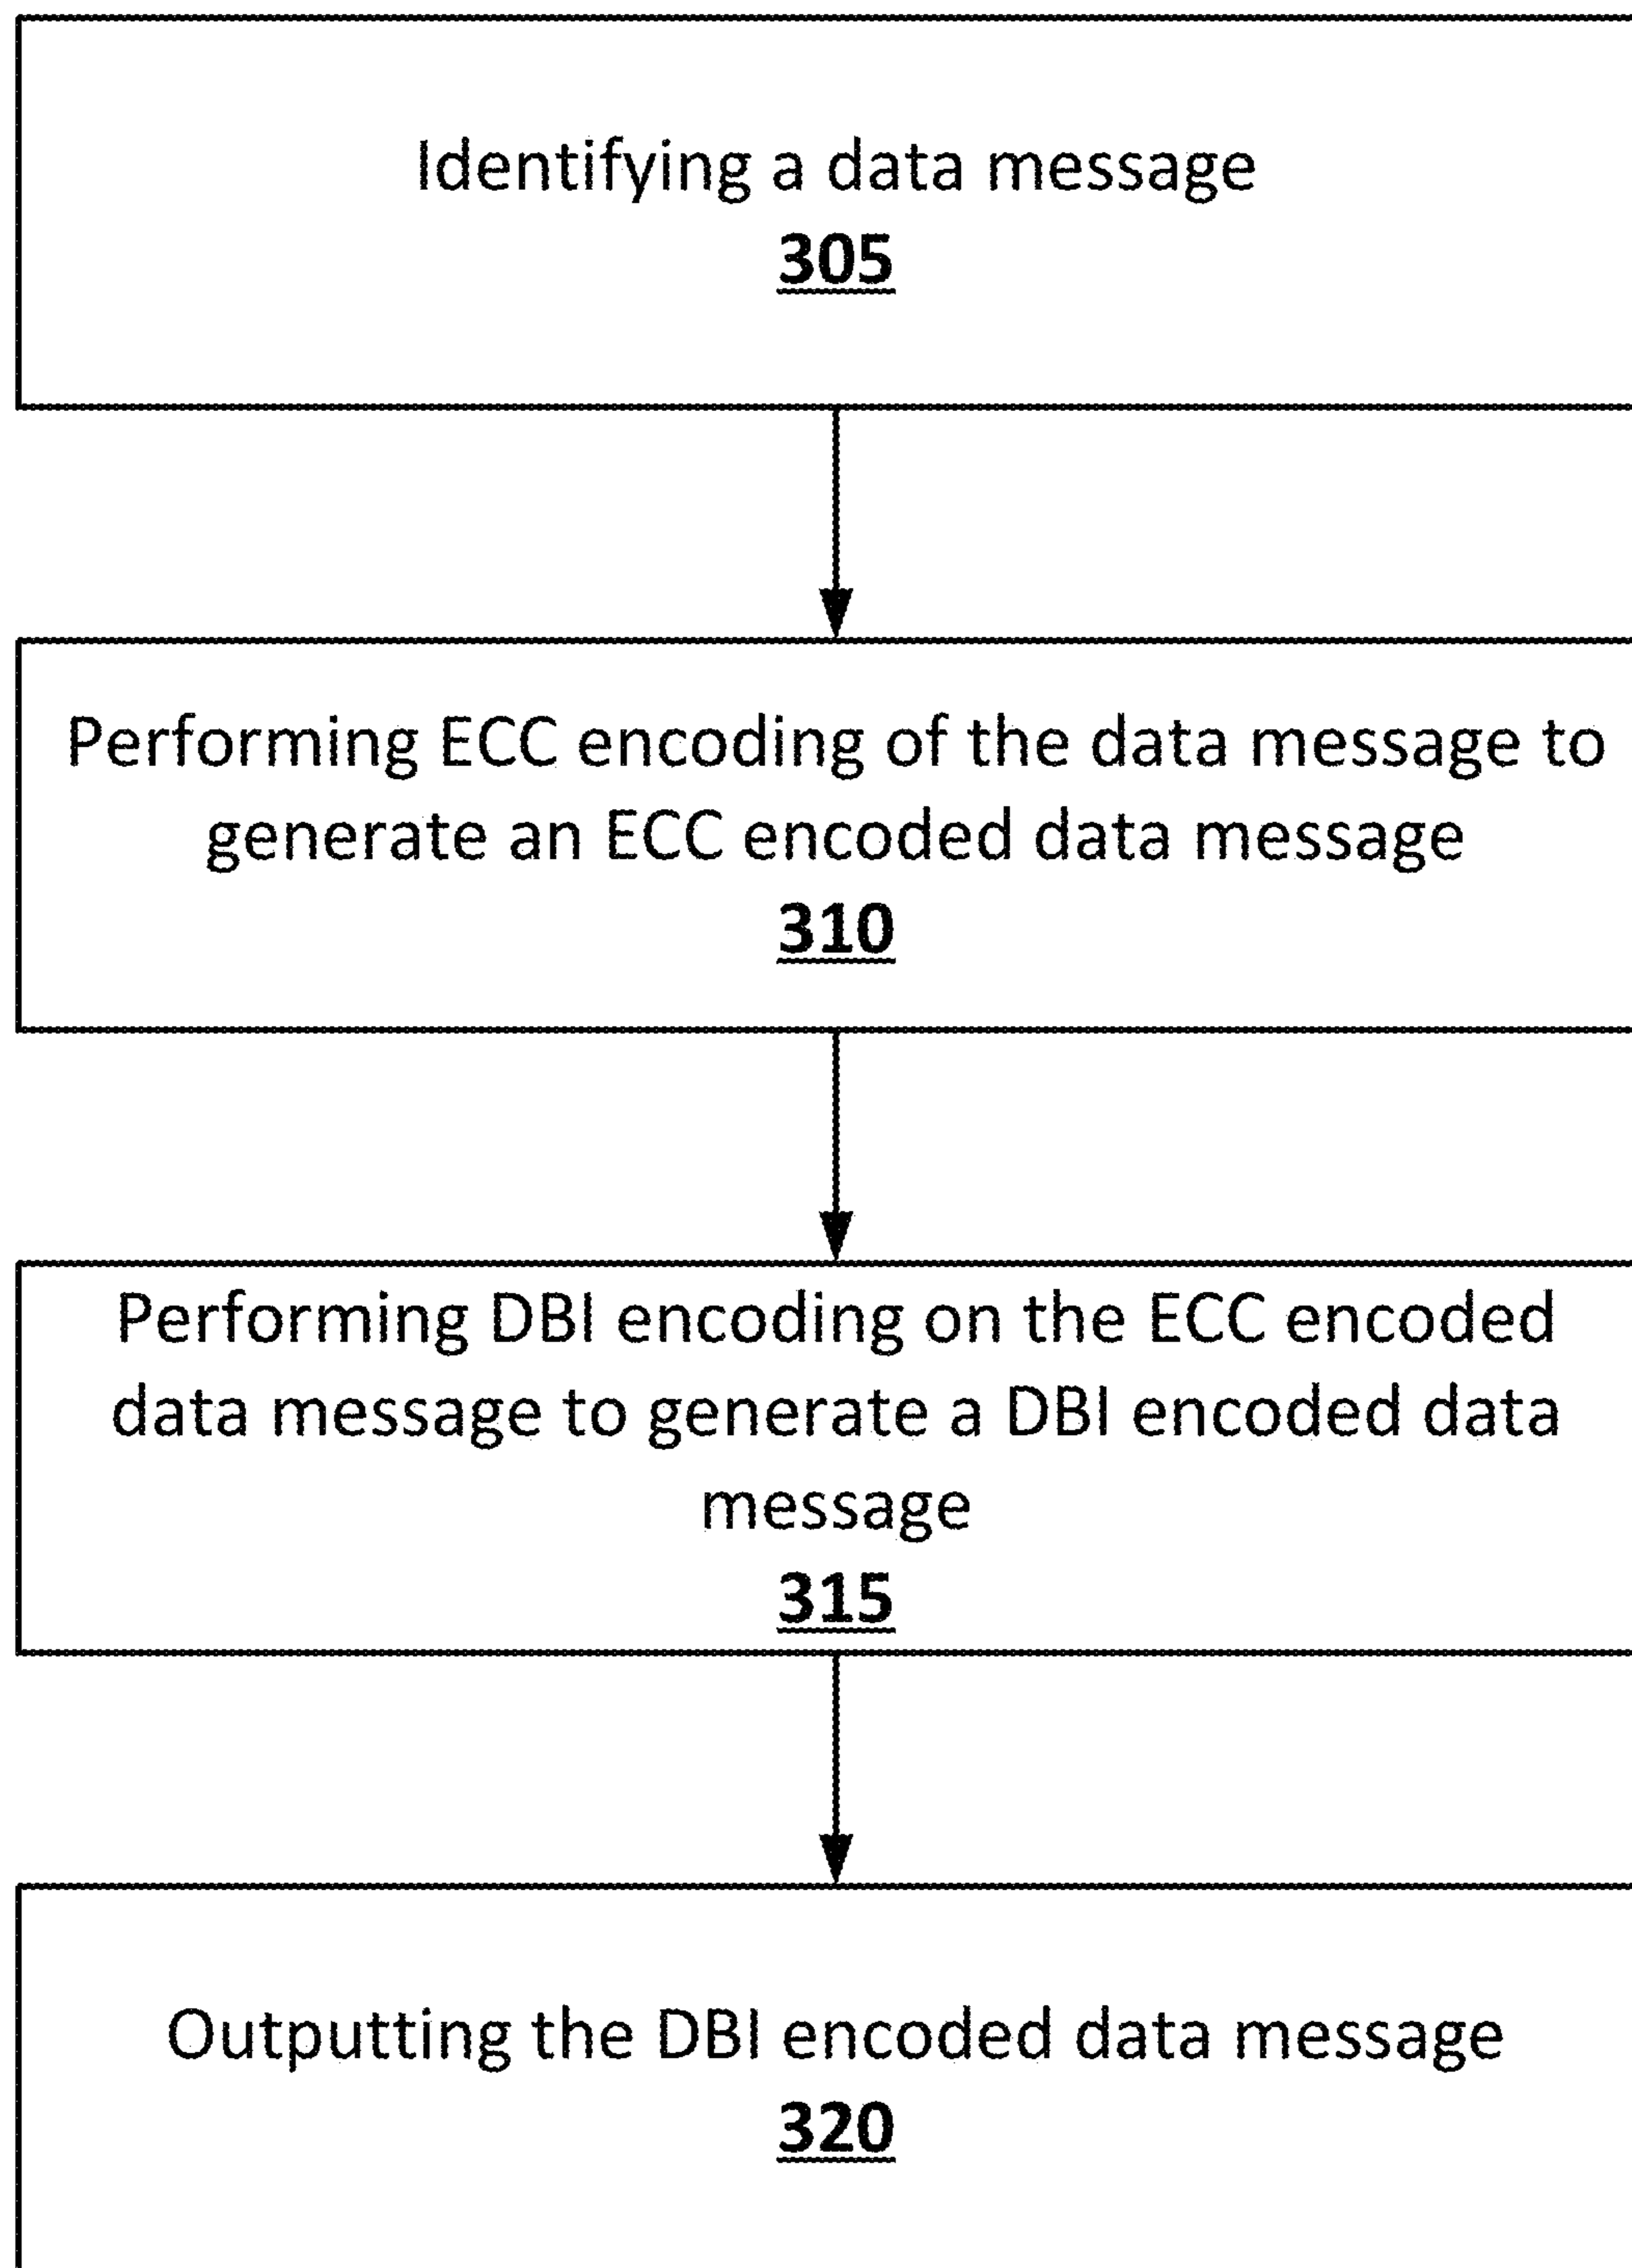 Identifying a data message
305
Performing ECC encoding of the data message to
generate an ECC encoded data message
310
Performing DBI encoding on the ECC encoded
data message to generate a DBI encoded data
message
315
Outputting the DBI encoded data message
320